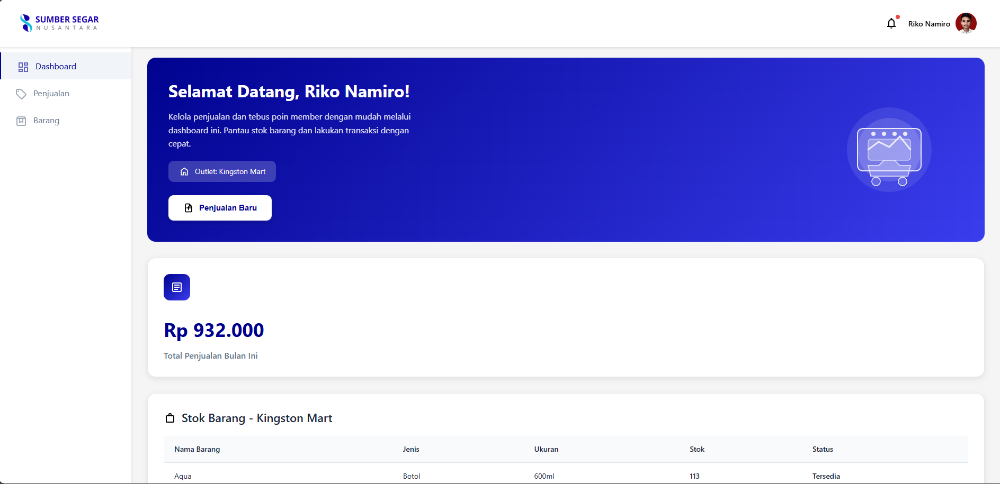 SUMBER SEGAR
NUSANTARA
Riko Namiro
Dashboard
Penjualan
Barang
Selamat Datang, Riko Namiro!
Kelola penjualan dan tebus poin member dengan mudah melalui
dashboard ini. Pantau stok barang dan lakukan transaksi dengan
cepat.
Outlet: Kingston Mart
Penjualan Baru
Rp 932.000
Total Penjualan Bulan Ini
Stok Barang - Kingston Mart
Nama Barang Jenis Ukuran Stok Status
Aqua Botol 600ml 113 Tersedia